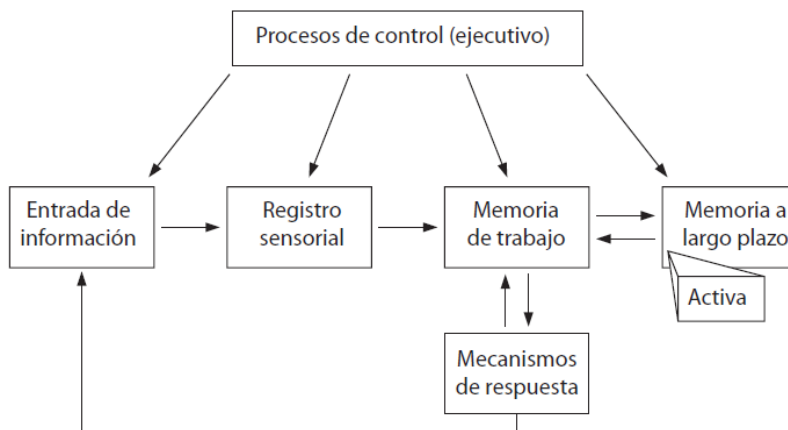 Procesos de control (ejecutivo)
Entrada de
información
Registro
sensorial
Memoria
de trabajo
Memoria a
largo plazo
Activa
Mecanismos
de respuesta